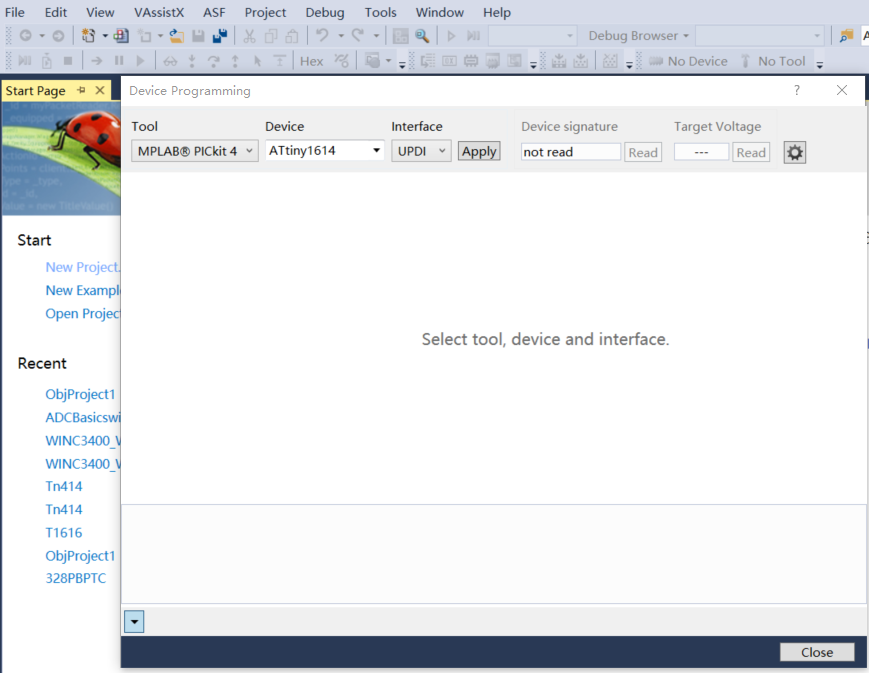 File Edit View VAssistX ASF Project Debug Tools Window Help
Debug Browser
Hex No Device No Tool
Start Page
Device Programming ?
Tool Device Interface Device signature Target Voltage
MPLAB® PICkit 4 ATtiny1614 UPDI Apply not read Read --- Read
Start
New Project.
New Exampl
Open Projec
Select tool, device and interface.
Recent
ObjProject1
ADCBasicswi
WINC3400_W
WINC3400_W
Tn414
Tn414
T1616
ObjProject1
328PBPTC
Close